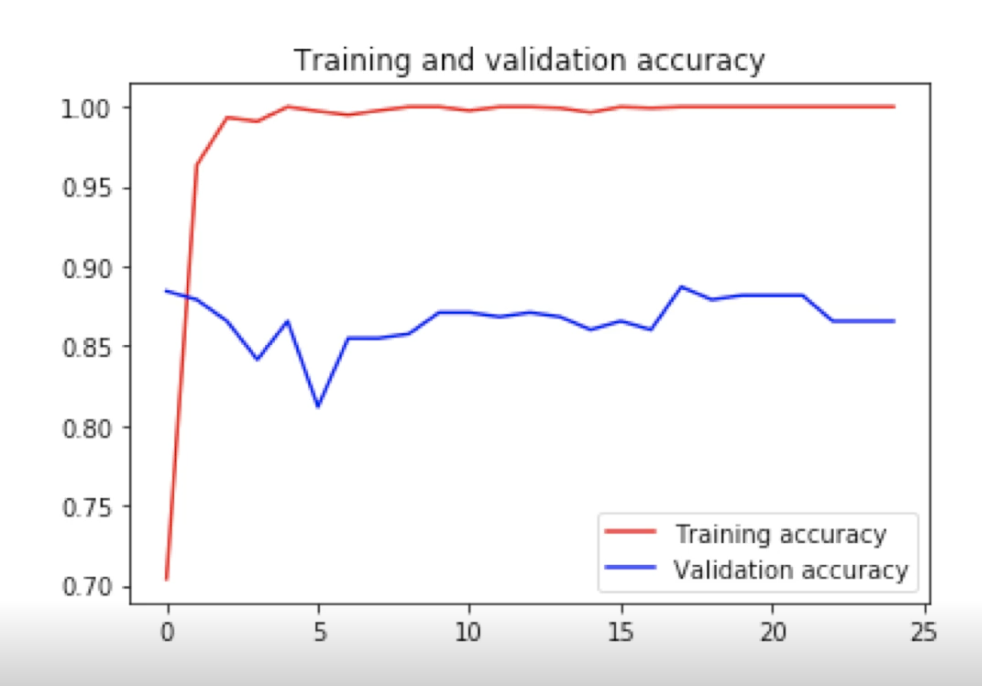 Training and validation accuracy
1.00
0.95
0.90
0.85
0.80
0.75
0.70
Training accuracy
Validation accuracy
0 5 10 15 20 25